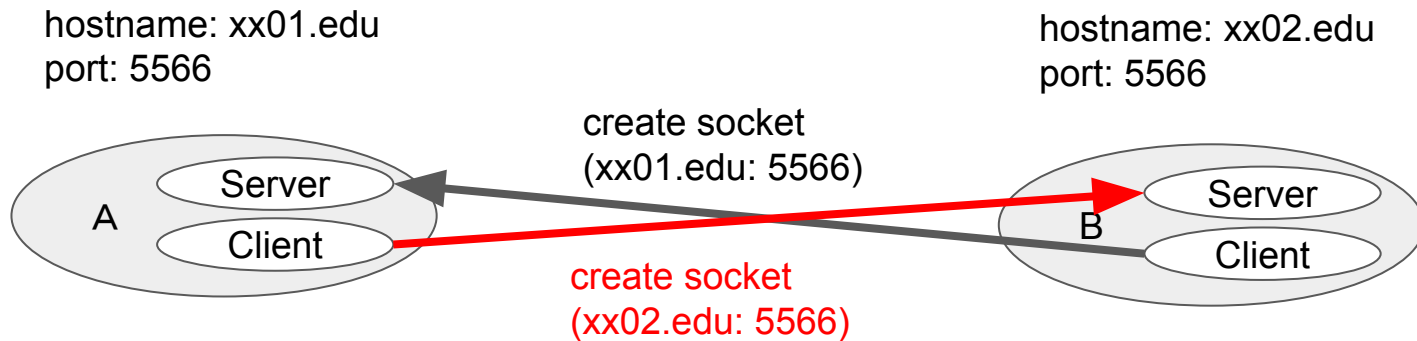 hostname: xx01.edu
port: 5566
hostname: xx02.edu
port: 5566
create socket
(xx01.edu: 5566)
Server
A
Client
Server
B
Client
create socket
(xx02.edu: 5566)